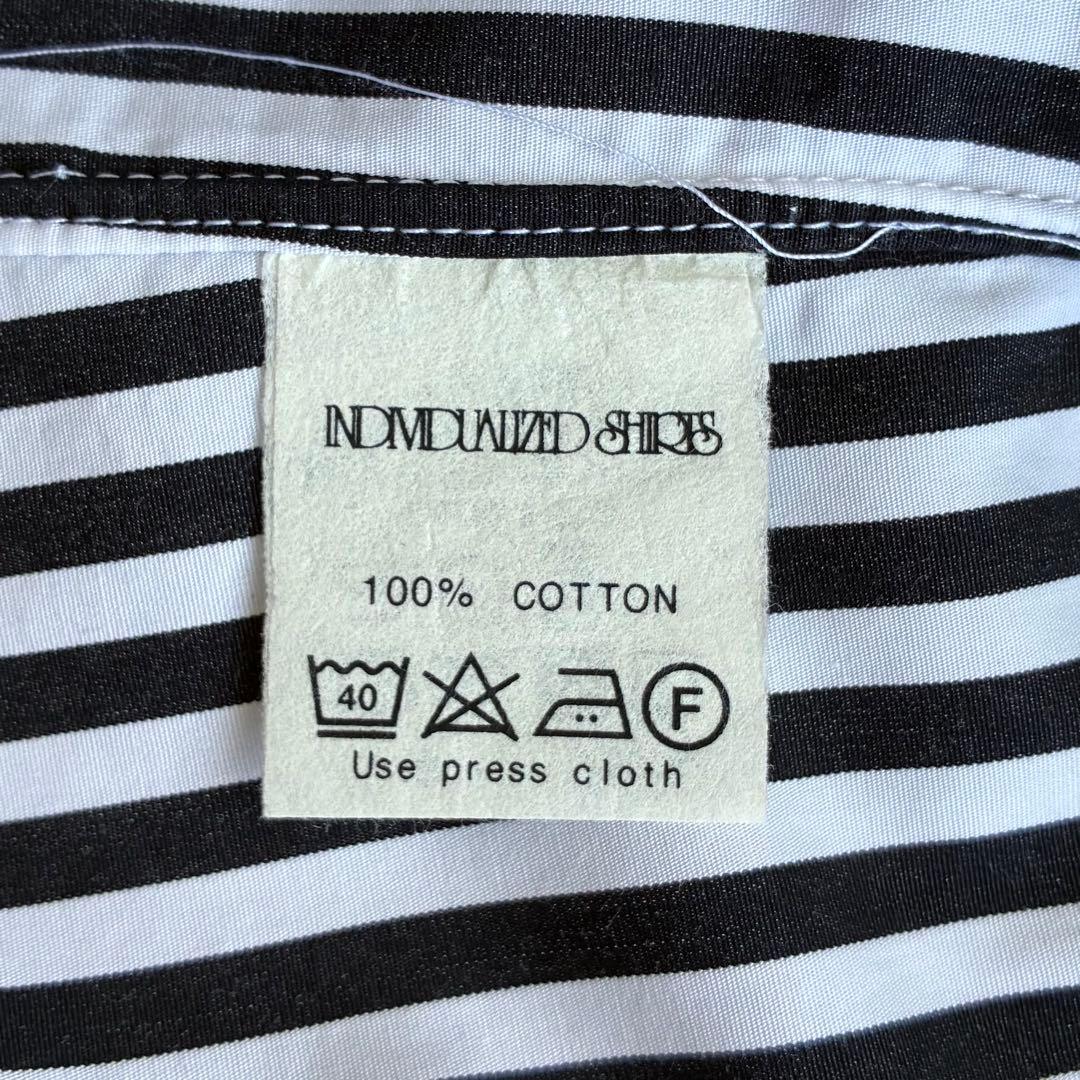 INDIVIDUALIZED SHIRTS
100% COTTON
40 F
Use press cloth